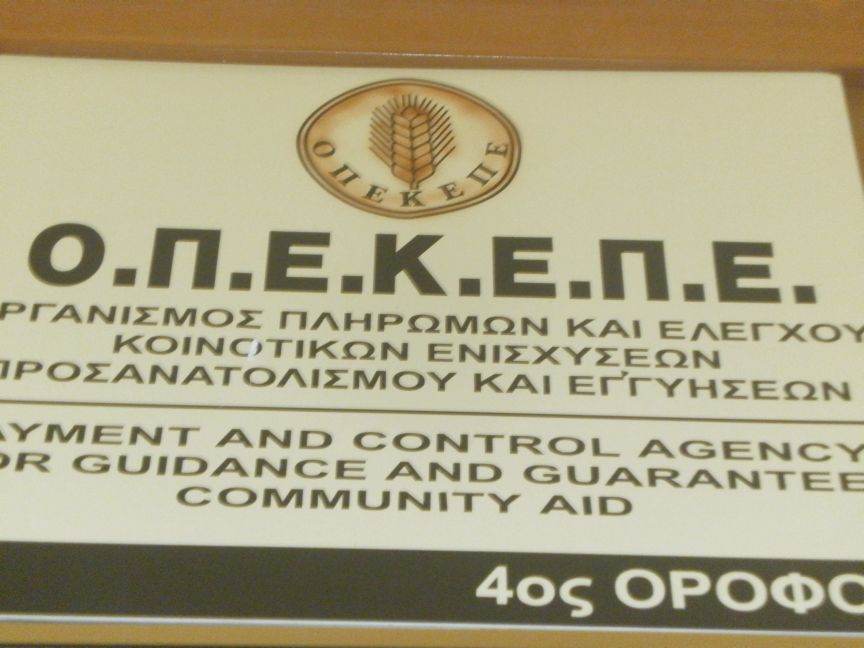 ΟΠΕΚΕΠΕ
Ο.Π.Ε.Κ.Ε.Π.Ε.
ΡΓΑΝΙΣΜΟΣ ΠΛΗΡΩΜΩΝ ΚΑΙ ΕΛΕΓΧΟΥ
ΚΟΙΝΟΤΙΚΩΝ ΕΝΙΣΧΥΣΕΩΝ
ΠΡΟΣΑΝΑΤΟΛΙΣΜΟΥ ΚΑΙ ΕΓΓΥΗΣΕΩΝ
AYMENT AND CONTROL AGENCY
OR GUIDANCE AND GUARANTEE
COMMUNITY AID
4ος ΟΡΟΦΟ